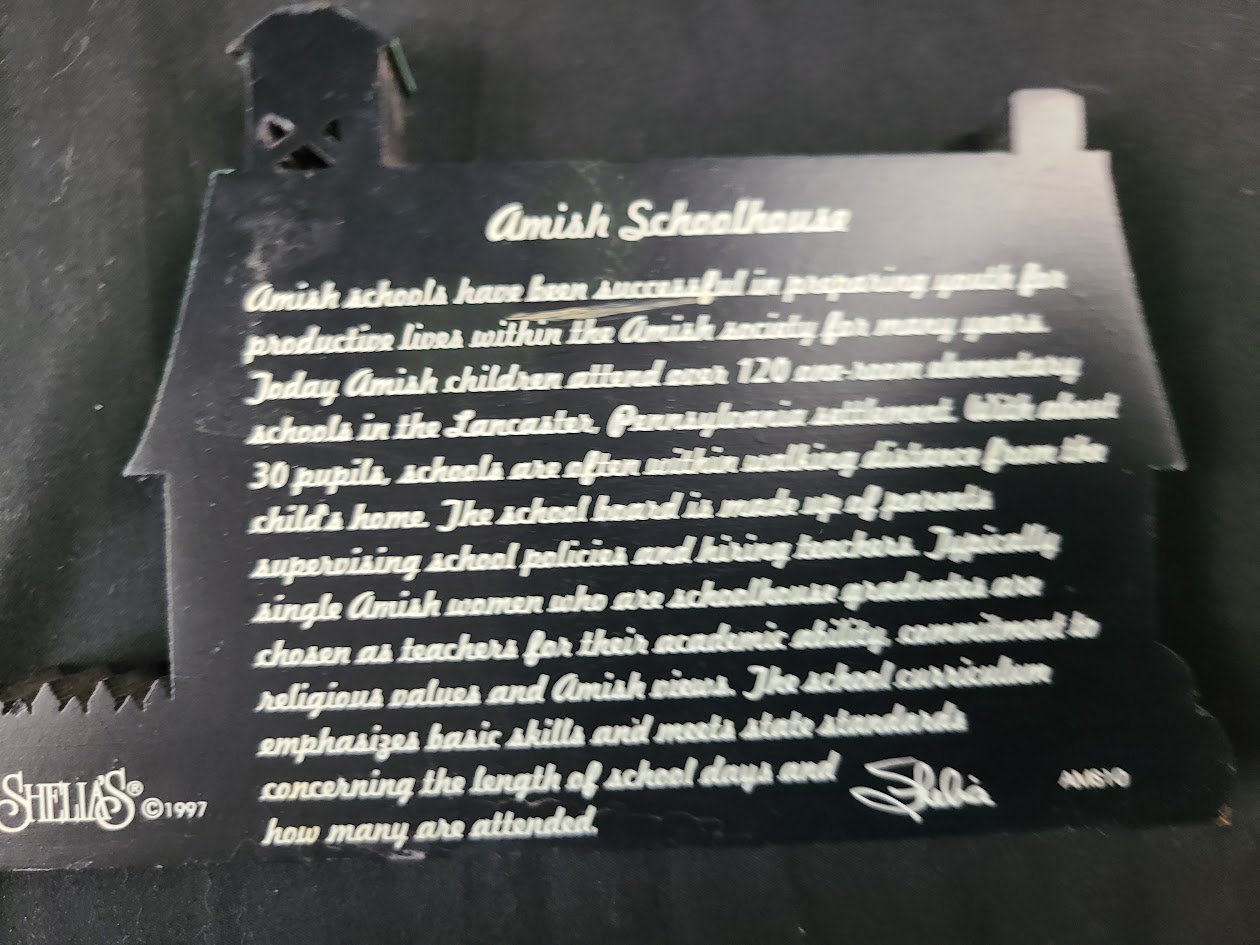 Amish Schoolhouse
Amish schools have been successful in preparing youth for
productive lives within the Amish society for many years.
Today Amish children attend over 120 one-room elementary
schools in the Lancaster, Pennsylvania settlement. With about
30 pupils, schools are often within walking distance from the
child's home. The school board is made up of parents
supervising school policies and hiring teachers. Typically
single Amish women who are schoolhouse graduates are
chosen as teachers for their academic ability, commitment to
religious values and Amish views. The school curriculum
emphasizes basic skills and meets state standards
concerning the length of school days and
how many are attended.
Shelia
AMS10
SHELIA'S® ©1997